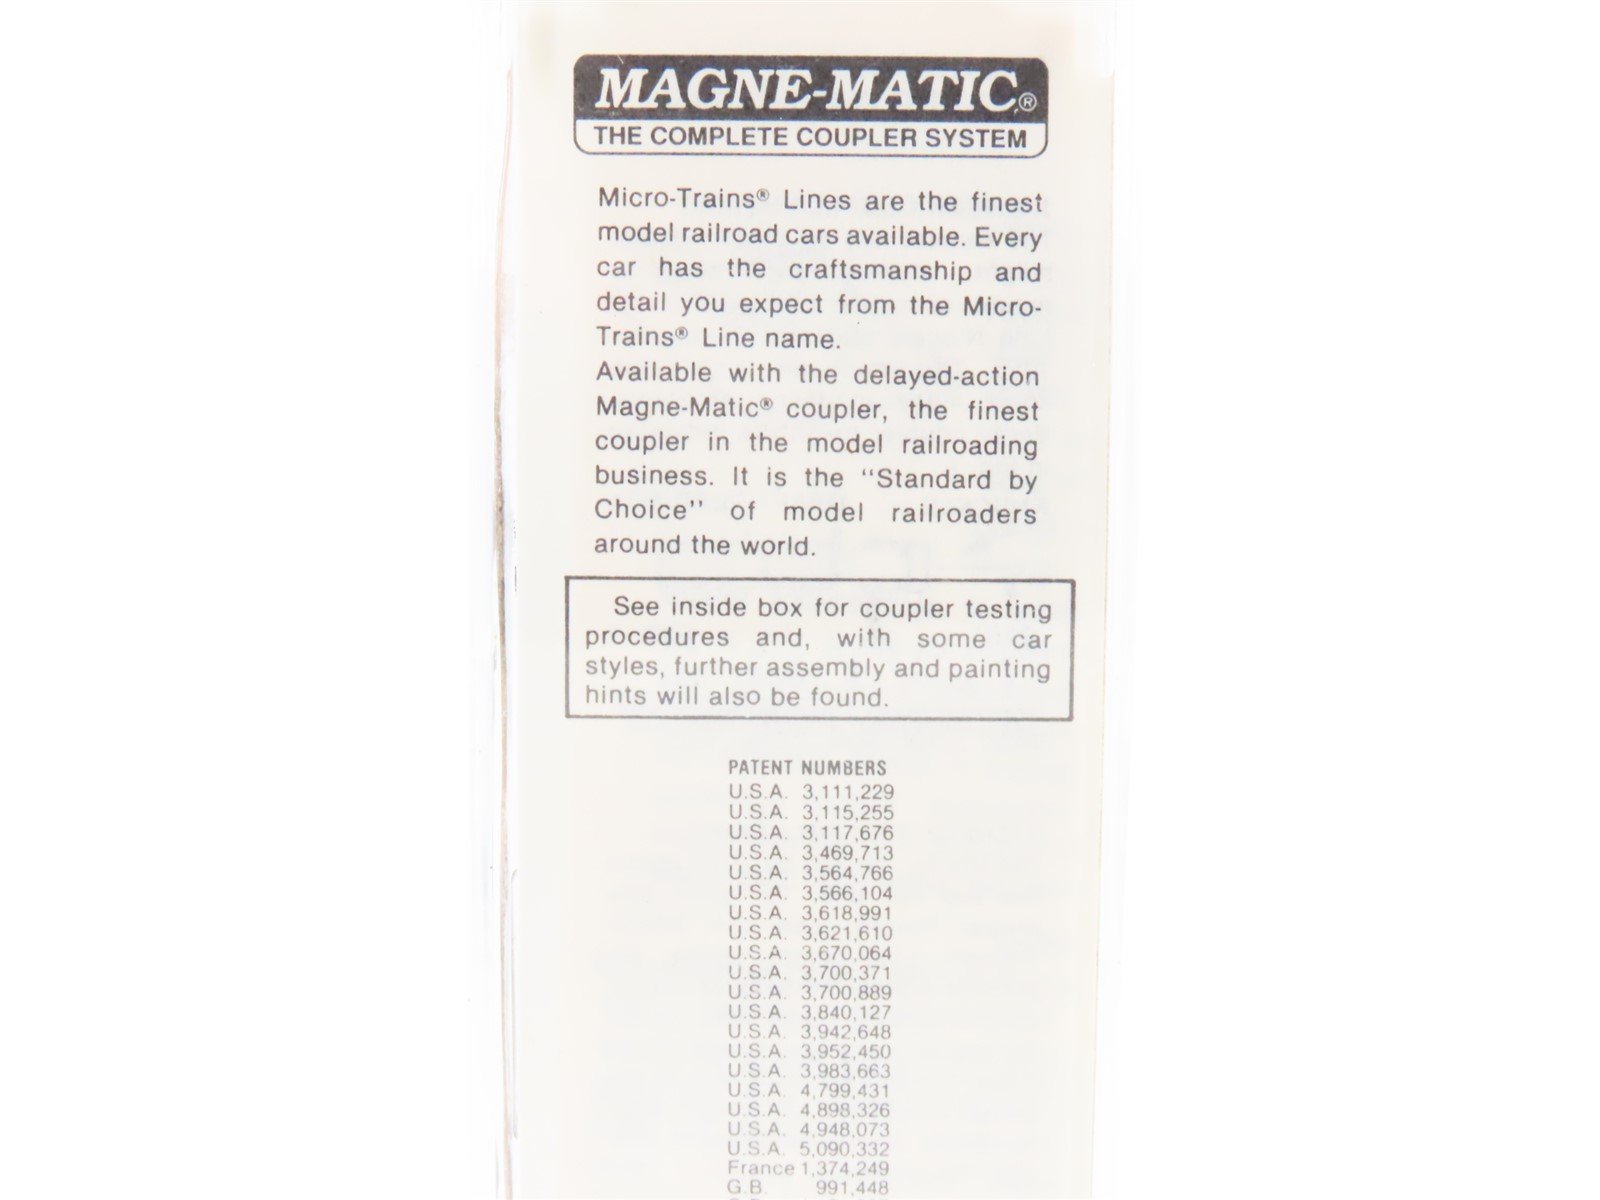 MAGNE-MATIC®
THE COMPLETE COUPLER SYSTEM
Micro-Trains® Lines are the finest
model railroad cars available. Every
car has the craftsmanship and
detail you expect from the Micro-
Trains® Line name.
Available with the delayed-action
Magne-Matic® coupler, the finest
coupler in the model railroading
business. It is the "Standard by
Choice" of model railroaders
around the world.
See inside box for coupler testing
procedures and, with some car
styles, further assembly and painting
hints will also be found.
PATENT NUMBERS
U.S.A. 3,111,229
U.S.A. 3,115,255
U.S.A. 3,117,676
U.S.A. 3,469,713
U.S.A. 3,564,766
U.S.A. 3,566,104
U.S.A. 3,618,991
U.S.A. 3,621,610
U.S.A. 3,670,064
U.S.A. 3,700,371
U.S.A. 3,700,889
U.S.A. 3,840,127
U.S.A. 3,942,648
U.S.A. 3,952,450
U.S.A. 3,983,663
U.S.A. 4,799,431
U.S.A. 4,898,326
U.S.A. 4,948,073
U.S.A. 5,090,332
France 1,374,249
G.B. 991,448